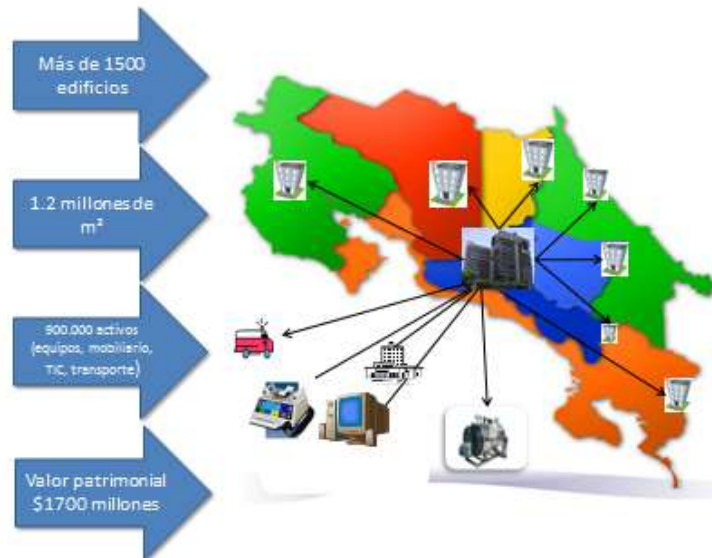 Más de 1500
edificios
1.2 millones de
m²
900.000 activos
(equipos, mobiliario,
TIC, transporte)
Valor patrimonial
$1700 millones